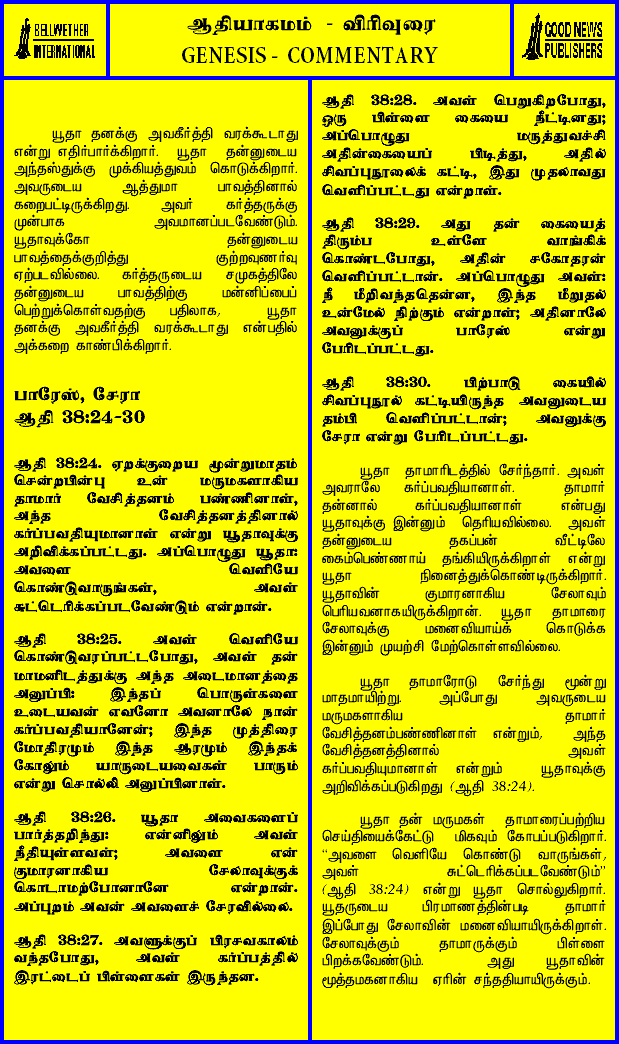 BELLWETHER
INTERNATIONAL
ஆதியாகமம் - விரிவுரை
GENESIS - COMMENTARY
GOOD NEWS
PUBLISHERS
யூதா தனக்கு அவகீர்த்தி வரக்கூடாது
என்று எதிர்பார்க்கிறார். யூதா தன்னுடைய
அந்தஸ்துக்கு முக்கியத்துவம் கொடுக்கிறார்.
அவருடைய ஆத்துமா பாவத்தினால்
கறைபட்டிருக்கிறது. அவர் கர்த்தருக்கு
முன்பாக அவமானப்படவேண்டும்.
யூதாவுக்கோ தன்னுடைய
பாவத்தைக்குறித்து குற்றவுணர்வு
ஏற்படவில்லை. கர்த்தருடைய சமுகத்திலே
தன்னுடைய பாவத்திற்கு மன்னிப்பைப்
பெற்றுக்கொள்வதற்கு பதிலாக, யூதா
தனக்கு அவகீர்த்தி வரக்கூடாது என்பதில்
அக்கறை காண்பிக்கிறார்.
பாரேஸ், சேரா
ஆதி 38:24-30
ஆதி 38:24. ஏறக்குறைய மூன்றுமாதம்
சென்றபின்பு உன் மருமகளாகிய
தாமார் வேசித்தனம் பண்ணினாள்,
அந்த வேசித்தனத்தினால்
கர்ப்பவதியுமானாள் என்று யூதாவுக்கு
அறிவிக்கப்பட்டது. அப்பொழுது யூதா:
அவளை வெளியே
கொண்டுவாருங்கள், அவள்
சுட்டெரிக்கப்படவேண்டும் என்றான்.
ஆதி 38:25. அவள் வெளியே
கொண்டுவரப்பட்டபோது, அவள் தன்
மாமனிடத்துக்கு அந்த அடைமானத்தை
அனுப்பி: இந்தப் பொருள்களை
உடையவன் எவனோ அவனாலே நான்
கர்ப்பவதியானேன்; இந்த முத்திரை
மோதிரமும் இந்த ஆரமும் இந்தக்
கோலும் யாருடையவைகள் பாரும்
என்று சொல்லி அனுப்பினாள்.
ஆதி 38:26. யூதா அவைகளைப்
பார்த்தறிந்து: என்னிலும் அவள்
நீதியுள்ளவள்; அவளை என்
குமாரனாகிய சேலாவுக்குக்
கொடாமற்போனானே என்றான்.
அப்புறம் அவன் அவளைச் சேரவில்லை.
ஆதி 38:27. அவளுக்குப் பிரசவகாலம்
வந்தபோது, அவள் கர்ப்பத்தில்
இரட்டைப் பிள்ளைகள் இருந்தன.
ஆதி 38:28. அவள் பெறுகிறபோது,
ஒரு பிள்ளை கையை நீட்டினது;
அப்பொழுது மருத்துவச்சி
அதின்கையைப் பிடித்து, அதில்
சிவப்புநூலைக் கட்டி, இது முதலாவது
வெளிப்பட்டது என்றாள்.
ஆதி 38:29. அது தன் கையைத்
திரும்ப உள்ளே வாங்கிக்
கொண்டபோது, அதின் சகோதரன்
வெளிப்பட்டான். அப்பொழுது அவள்:
நீ மீறிவந்ததென்ன, இந்த மீறுதல்
உன்மேல் நிற்கும் என்றாள்; அதினாலே
அவனுக்குப் பாரேஸ் என்று
பேரிடப்பட்டது.
ஆதி 38:30. பிற்பாடு கையில்
சிவப்புநூல் கட்டியிருந்த அவனுடைய
தம்பி வெளிப்பட்டான்; அவனுக்கு
சேரா என்று பேரிடப்பட்டது.
யூதா தாமாரிடத்தில் சேர்ந்தார். அவள்
அவராலே கர்ப்பவதியானாள். தாமார்
தன்னால் கர்ப்பவதியானாள் என்பது
யூதாவுக்கு இன்னும் தெரியவில்லை. அவள்
தன்னுடைய தகப்பன் வீட்டிலே
கைம்பெண்ணாய் தங்கியிருக்கிறாள் என்று
யூதா நினைத்துக்கொண்டிருக்கிறார்.
யூதாவின் குமாரனாகிய சேலாவும்
பெரியவனாகயிருக்கிறான். யூதா தாமாரை
சேலாவுக்கு மனைவியாய்க் கொடுக்க
இன்னும் முயற்சி மேற்கொள்ளவில்லை.
யூதா தாமாரோடு சேர்ந்து மூன்று
மாதமாயிற்று. அப்போது அவருடைய
மருமகளாகிய தாமார்
வேசித்தனம்பண்ணினாள் என்றும், அந்த
வேசித்தனத்தினால் அவள்
கர்ப்பவதியுமானாள் என்றும் யூதாவுக்கு
அறிவிக்கப்படுகிறது (ஆதி 38:24).
யூதா தன் மருமகள் தாமாரைப்பற்றிய
செய்தியைக்கேட்டு மிகவும் கோபப்படுகிறார்.
“அவளை வெளியே கொண்டு வாருங்கள்,
அவள் சுட்டெரிக்கப்படவேண்டும்”
(ஆதி 38:24) என்று யூதா சொல்லுகிறார்.
யூதருடைய பிரமாணத்தின்படி தாமார்
இப்போது சேலாவின் மனைவியாயிருக்கிறாள்.
சேலாவுக்கும் தாமாருக்கும் பிள்ளை
பிறக்கவேண்டும். அது யூதாவின்
மூத்தமகனாகிய ஏரின் சந்ததியாயிருக்கும்.